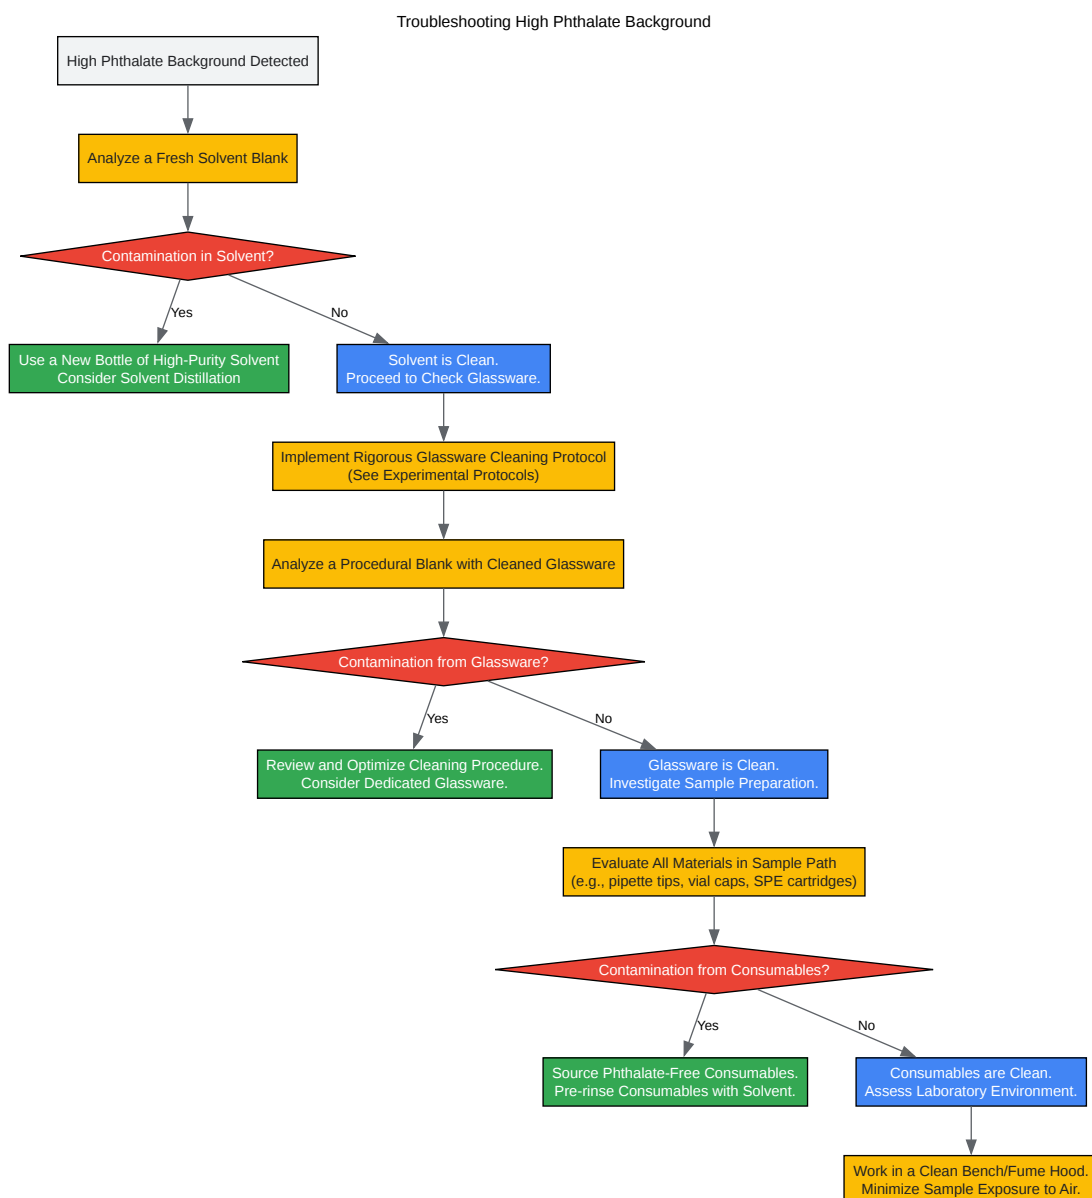 Troubleshooting High Phthalate Background
High Phthalate Background Detected
Analyze a Fresh Solvent Blank
Contamination in Solvent?
Yes
No
Use a New Bottle of High-Purity Solvent
Consider Solvent Distillation
Solvent is Clean.
Proceed to Check Glassware.
Implement Rigorous Glassware Cleaning Protocol
(See Experimental Protocols)
Analyze a Procedural Blank with Cleaned Glassware
Contamination from Glassware?
Yes
No
Review and Optimize Cleaning Procedure.
Consider Dedicated Glassware.
Glassware is Clean.
Investigate Sample Preparation.
Evaluate All Materials in Sample Path
(e.g., pipette tips, vial caps, SPE cartridges)
Contamination from Consumables?
Yes
No
Source Phthalate-Free Consumables.
Pre-rinse Consumables with Solvent.
Consumables are Clean.
Assess Laboratory Environment.
Work in a Clean Bench/Fume Hood.
Minimize Sample Exposure to Air.